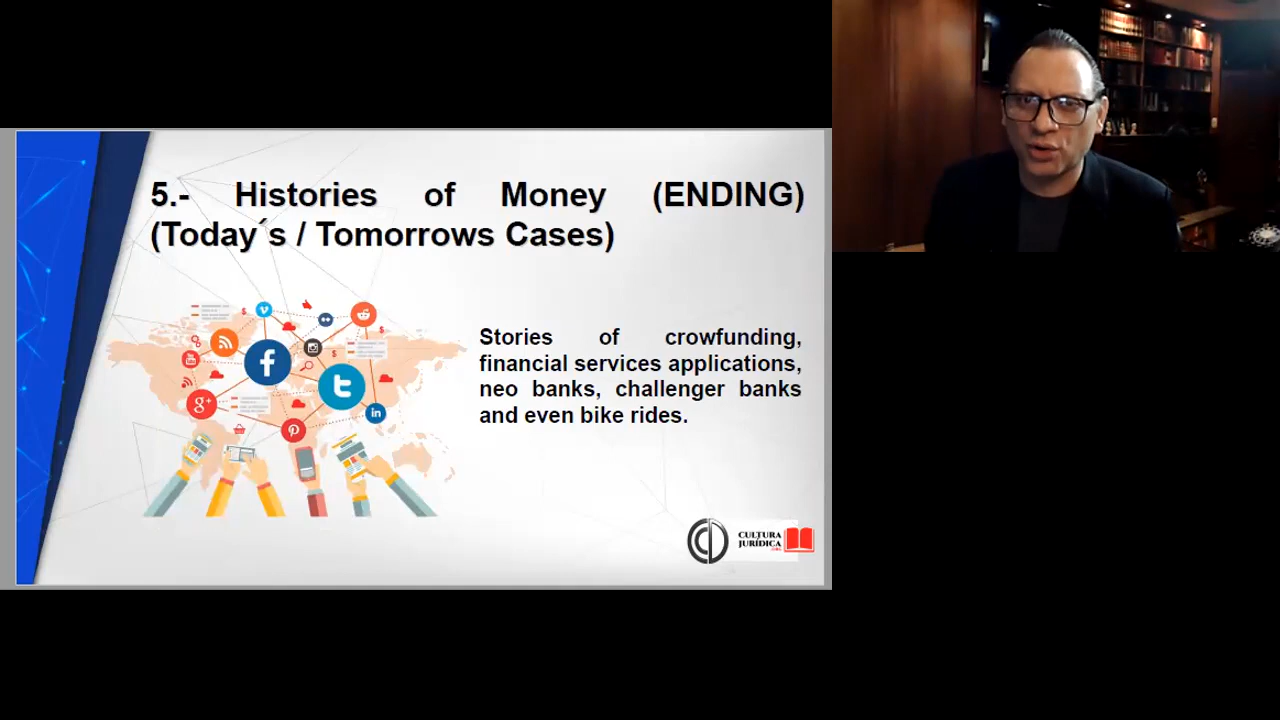 5.- Histories of Money (ENDING)
(Today´s / Tomorrows Cases)
Stories of crowfunding,
financial services applications,
neo banks, challenger banks
and even bike rides.
CULTURA
JURÍDICA